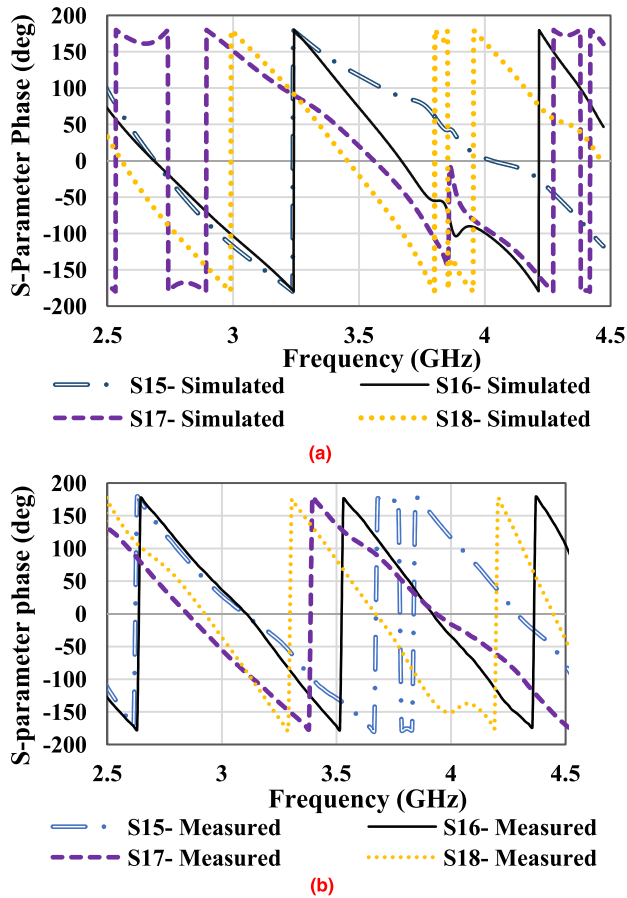 S-Parameter Phase (deg)
200
150
100
50
0
-50
-100
-150
-200
2.5 3 3.5 4 4.5
Frequency (GHz)
S15- Simulated S16- Simulated
S17- Simulated S18- Simulated
(a)
S-parameter phase (deg)
200
150
100
50
0
-50
-100
-150
-200
2.5 3 3.5 4 4.5
Frequency (GHz)
S15- Measured S16- Measured
S17- Measured S18- Measured
(b)